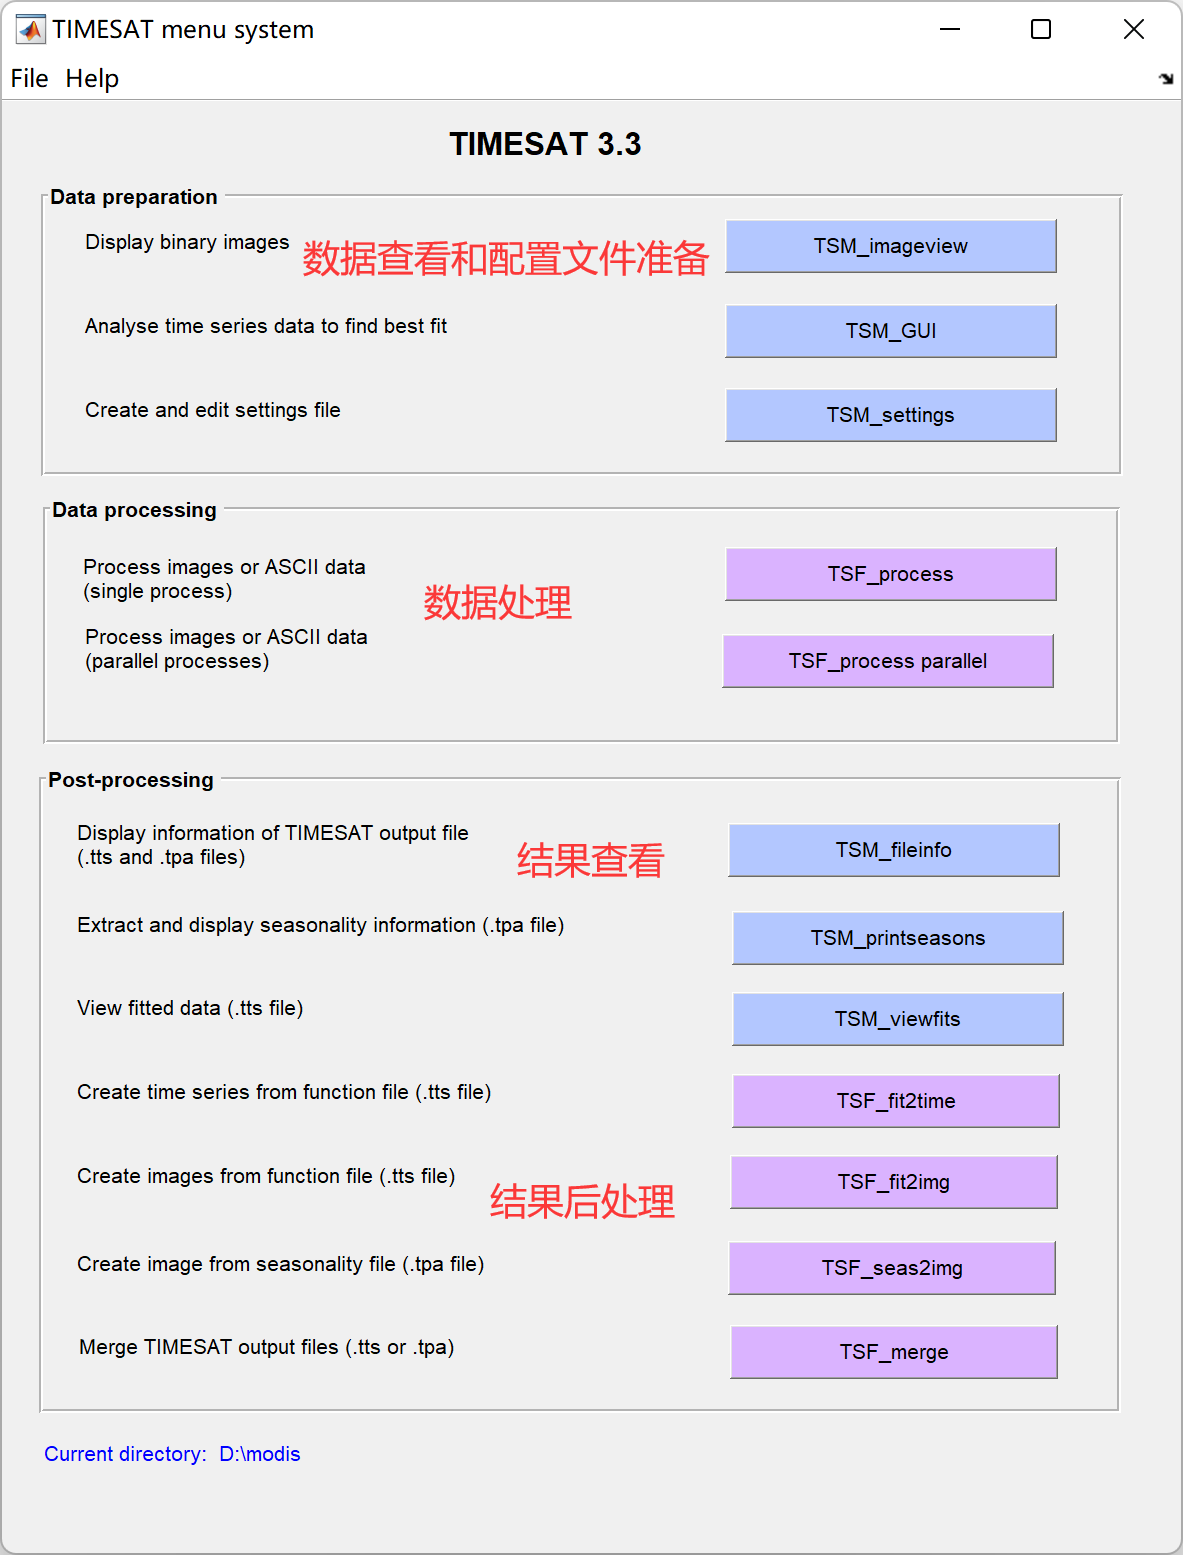 TIMESAT menu system
File Help
TIMESAT 3.3
Data preparation
Display binary images
数据查看和配置文件准备
TSM_imageview
Analyse time series data to find best fit
TSM_GUI
Create and edit settings file
TSM_settings
Data processing
Process images or ASCII data
(single process)
TSF_process
数据处理
Process images or ASCII data
(parallel processes)
TSF_process parallel
Post-processing
Display information of TIMESAT output file
(.tts and .tpa files)
结果查看
TSM_fileinfo
Extract and display seasonality information (.tpa file)
TSM_printseasons
View fitted data (.tts file)
TSM_viewfits
Create time series from function file (.tts file)
TSF_fit2time
Create images from function file (.tts file)
TSF_fit2img
结果后处理
Create image from seasonality file (.tpa file)
TSF_seas2img
Merge TIMESAT output files (.tts or .tpa)
TSF_merge
Current directory: D:\modis